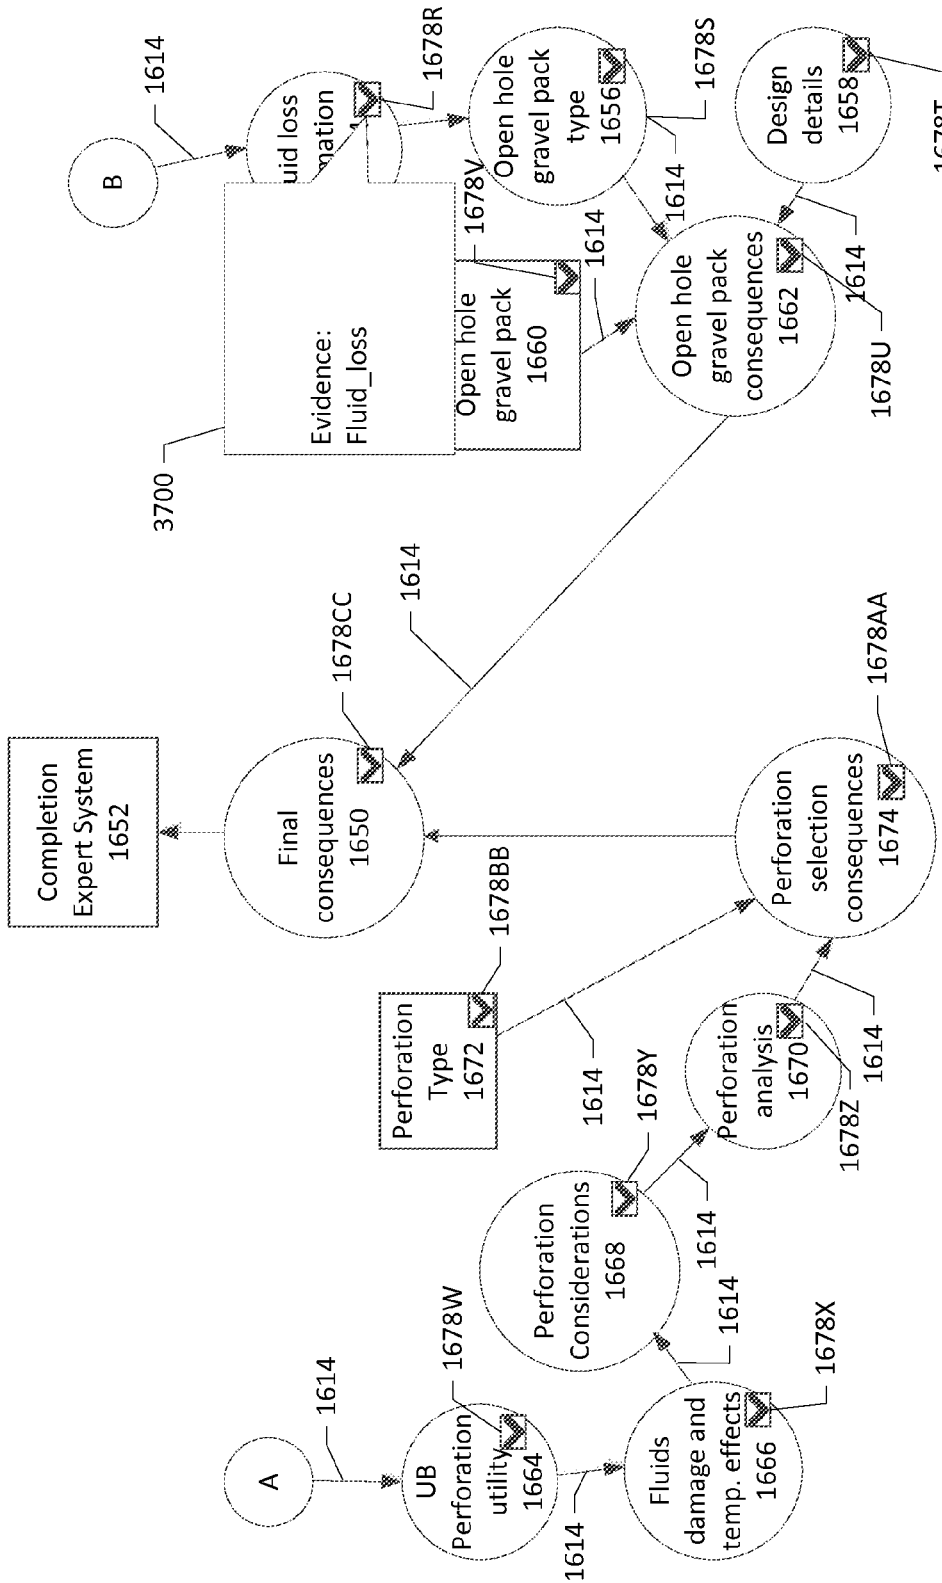 Completion
Expert System
1652
Final
consequences
1650
1678CC
1614
A
1614
UB
Perforation
utility
1664
1678W
1614
Fluids
damage and
temp. effects
1666
1678X
1614
Perforation
Considerations
1668
1678Y
1614
Perforation
Type
1672
1678BB
1614
Perforation
analysis
1670
1678Z
1614
Perforation
selection
consequences
1674
1678AA
3700
Evidence:
Fluid_loss
B
1614
uid loss
mation
1678R
Open hole
gravel pack
1660
1678V
1614
Open hole
gravel pack
type
1656
1678S
1614
Open hole
gravel pack
consequences
1662
1678U
Design
details
1658
1614
1678T